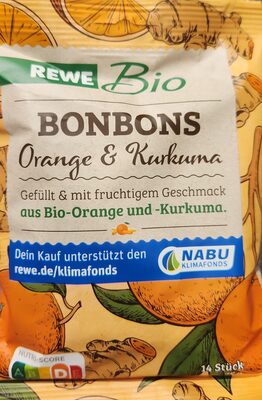 REWE Bio
BONBONS
Orange & Kurkuma
Gefüllt & mit fruchtigem Geschmack
aus Bio-Orange und -Kurkuma.
Dein Kauf unterstützt den
rewe.de/klimafonds
NABU
KLIMAFONDS
14 Stück
NUTRI-SCORE